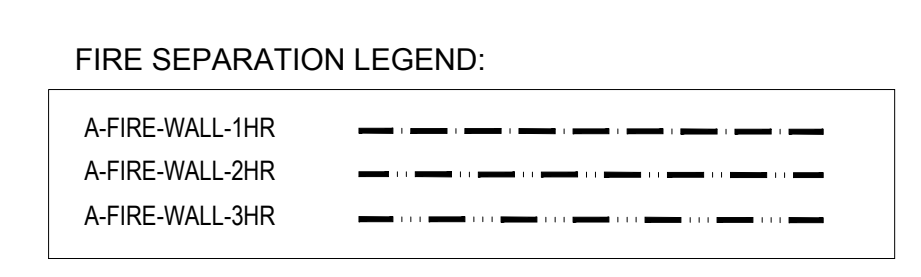 FIRE SEPARATION LEGEND:
A-FIRE-WALL-1HR
A-FIRE-WALL-2HR
A-FIRE-WALL-3HR